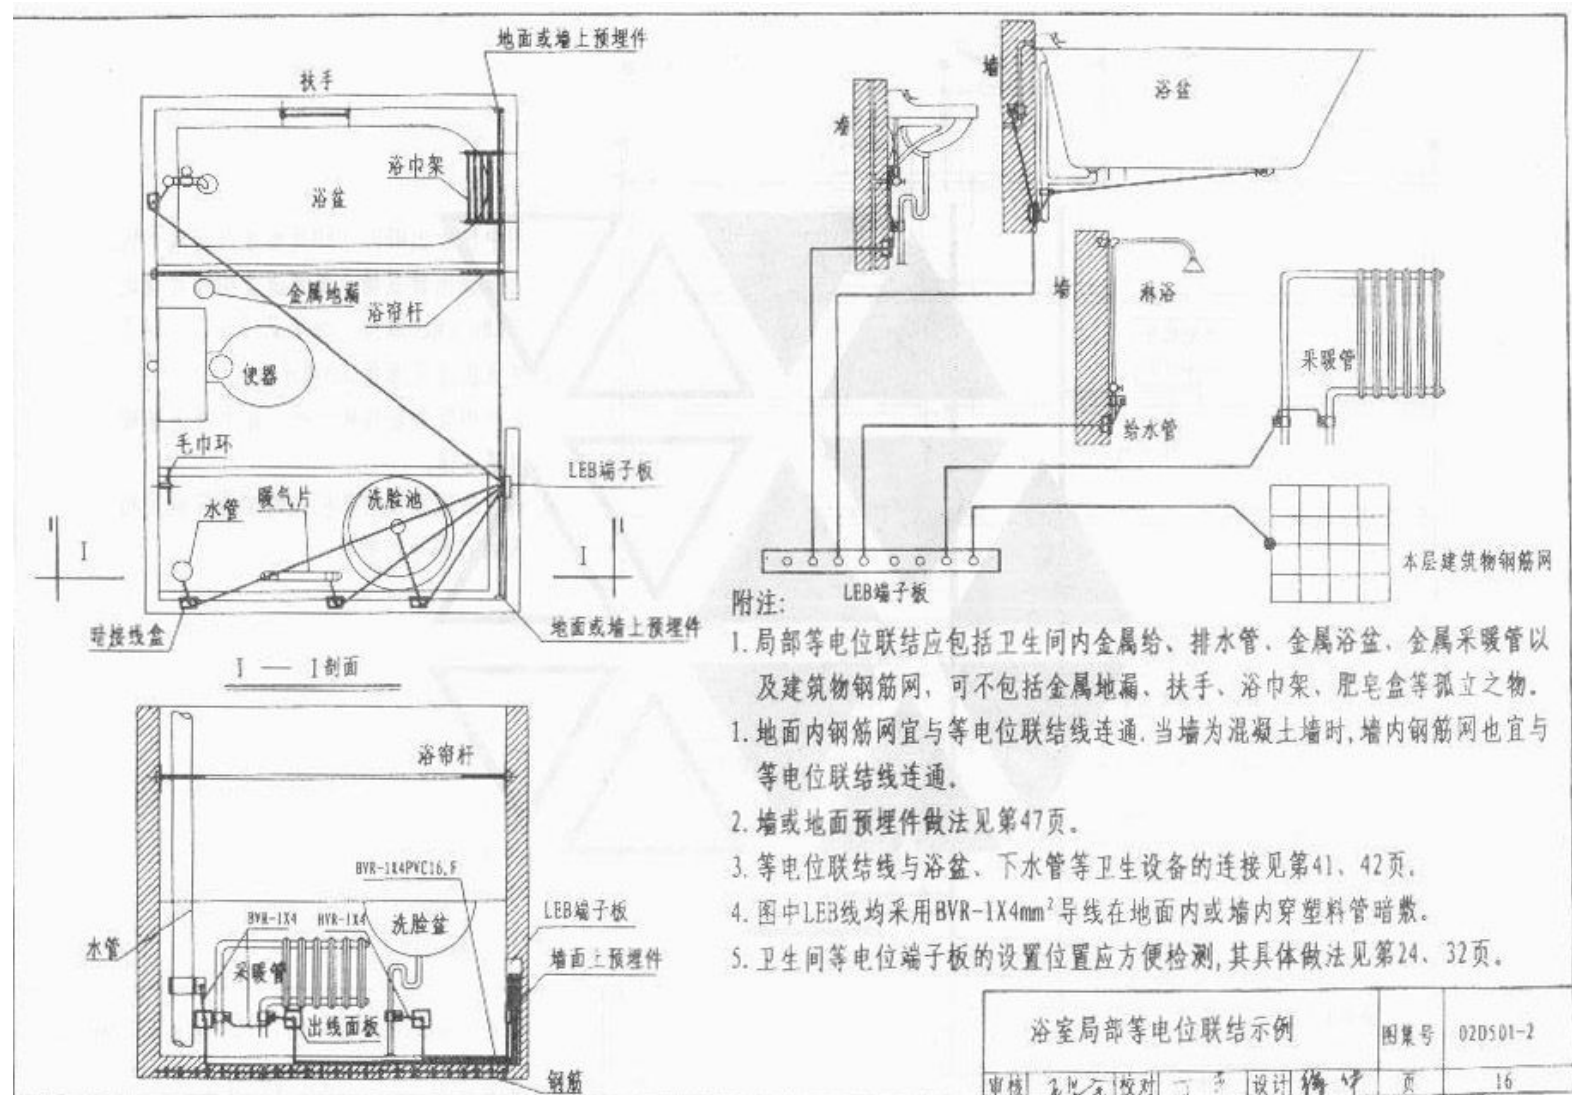 地面或墙上预埋件
扶手
浴巾架
浴盆
金属地漏
浴帘杆
便器
毛巾环
LEB端子板
水管
暖气片
洗脸池
I
I
暗接线盒
地面或墙上预埋件
I — I剖面
浴帘杆
BVR-1X4PVC16,F
BVR-1X4
BVR-1X4
洗脸盆
LEB端子板
水管
采暖管
墙面上预埋件
出线面板
钢筋
墙
墙
浴盆
墙
淋浴
采暖管
给水管
本层建筑物钢筋网
LEB端子板
附注:
1. 局部等电位联结应包括卫生间内金属给、排水管、金属浴盆、金属采暖管以
及建筑物钢筋网、可不包括金属地漏、扶手、浴巾架、肥皂盒等孤立之物。
1. 地面内钢筋网宜与等电位联结线连通.当墙为混凝土墙时,墙内钢筋网也宜与
等电位联结线连通。
2. 墙或地面预埋件做法见第47页。
3. 等电位联结线与浴盆、下水管等卫生设备的连接见第41、42页.
4. 图中LEB线均采用BVR-1X4mm²导线在地面内或墙内穿塑料管暗敷。
5. 卫生间等电位端子板的设置位置应方便检测,其具体做法见第24、32页。
浴室局部等电位联结示例 图集号 02D501-2
审核 校对 设计 页 16